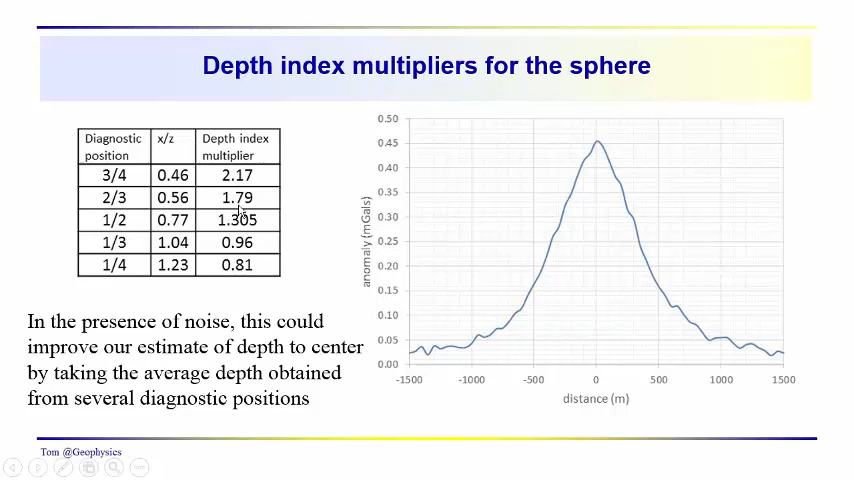 Depth index multipliers for the sphere
Diagnostic position x/z Depth index multiplier
3/4 0.46 2.17
2/3 0.56 1.79
1/2 0.77 1.305
1/3 1.04 0.96
1/4 1.23 0.81
In the presence of noise, this could
improve our estimate of depth to center
by taking the average depth obtained
from several diagnostic positions
anomaly (mGals)
0.50
0.45
0.40
0.35
0.30
0.25
0.20
0.15
0.10
0.05
0.00
-1500 -1000 -500 0 500 1000 1500
distance (m)
Tom @Geophysics